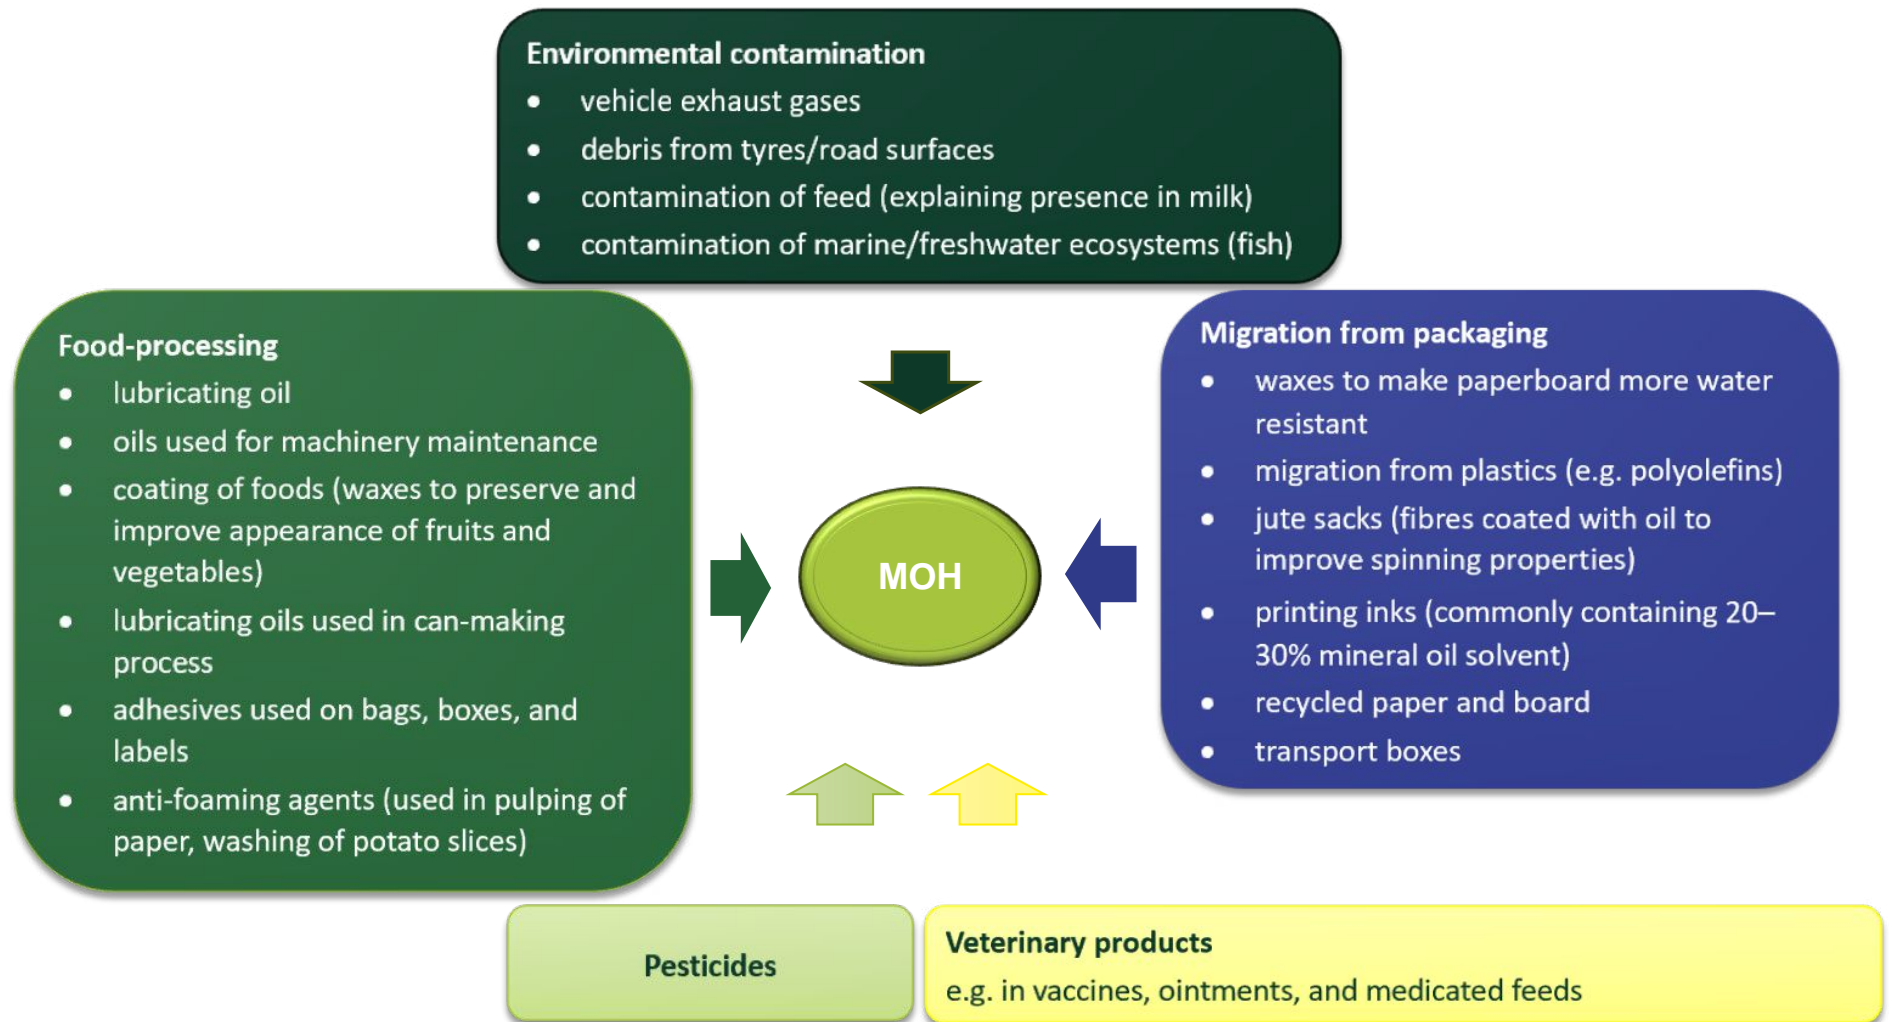 Environmental contamination
• vehicle exhaust gases
• debris from tyres/road surfaces
• contamination of feed (explaining presence in milk)
• contamination of marine/freshwater ecosystems (fish)
Food-processing
• lubricating oil
• oils used for machinery maintenance
• coating of foods (waxes to preserve and
improve appearance of fruits and
vegetables)
• lubricating oils used in can-making
process
• adhesives used on bags, boxes, and
labels
• anti-foaming agents (used in pulping of
paper, washing of potato slices)
MOH
Migration from packaging
• waxes to make paperboard more water
resistant
• migration from plastics (e.g. polyolefins)
• jute sacks (fibres coated with oil to
improve spinning properties)
• printing inks (commonly containing 20–
30% mineral oil solvent)
• recycled paper and board
• transport boxes
Pesticides
Veterinary products
e.g. in vaccines, ointments, and medicated feeds